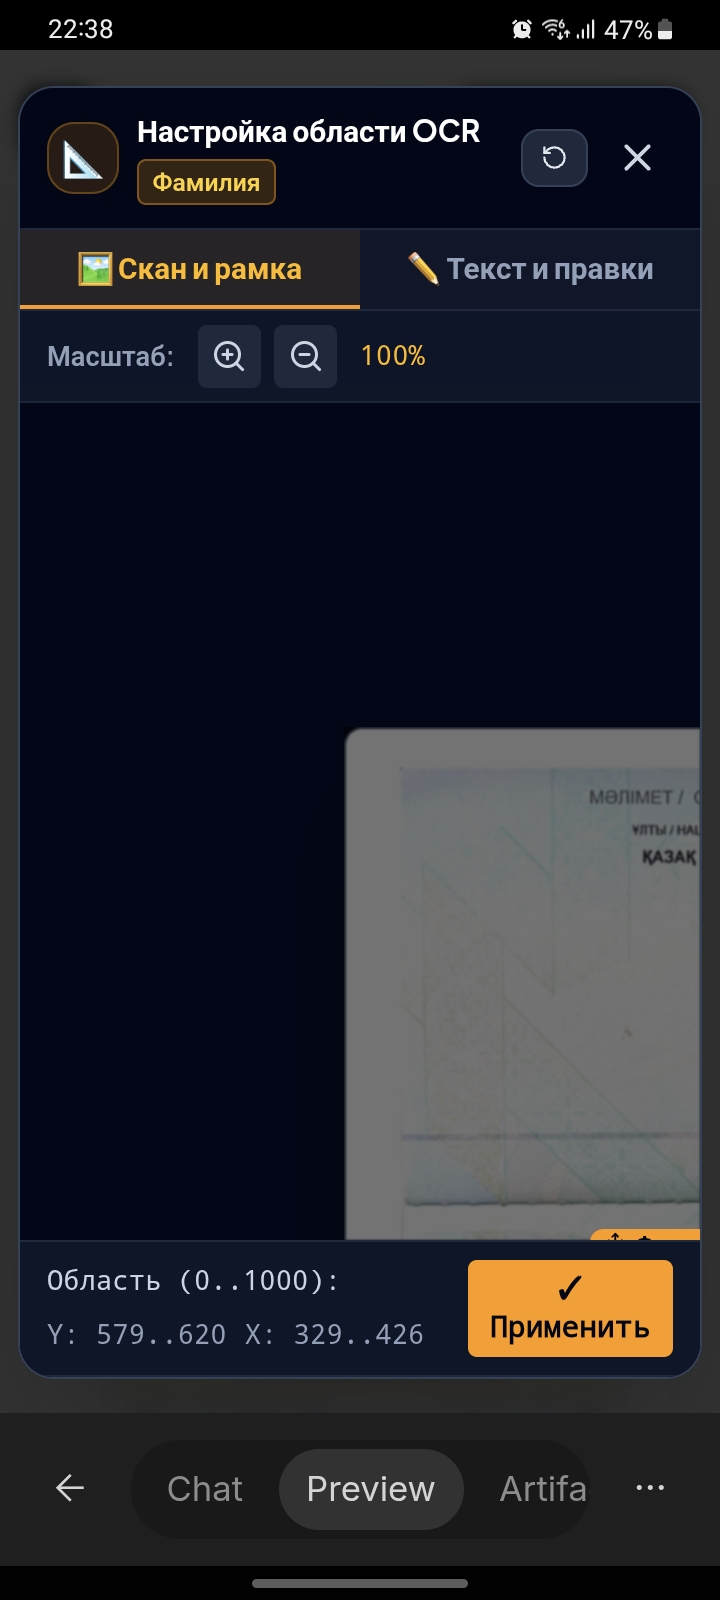 22:38
47%
Настройка области OCR
Фамилия
Скан и рамка
Текст и правки
Масштаб:
100%
МӘЛІМЕТ /
ҰЛТЫ / НАЦ
ҚАЗАҚ
Область (0..1000):
Y: 579..620 X: 329..426
✓
Применить
Chat
Preview
Artifa